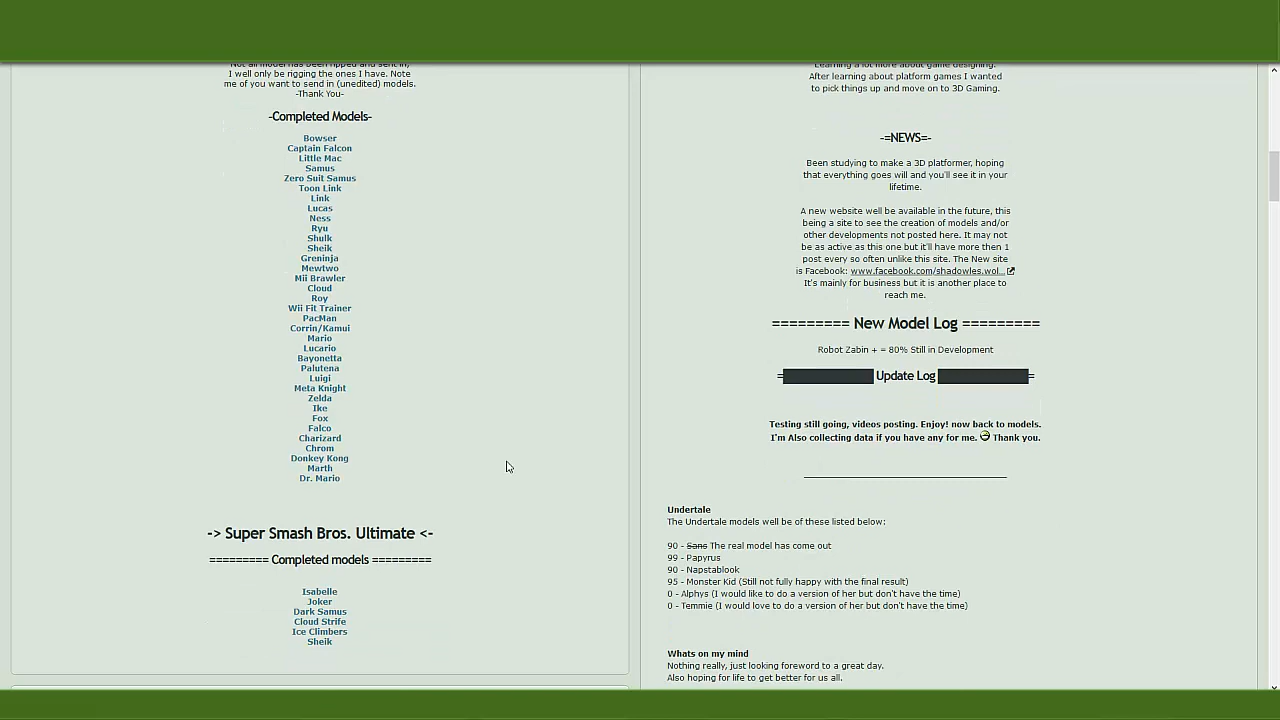 Not all model has been ripped and sent in,
I well only be rigging the ones I have. Note
me of you want to send in (unedited) models.
-Thank You-
-Completed Models-
Bowser
Captain Falcon
Little Mac
Samus
Zero Suit Samus
Toon Link
Link
Lucas
Ness
Ryu
Shulk
Sheik
Greninja
Mewtwo
Mii Brawler
Cloud
Roy
Wii Fit Trainer
PacMan
Corrin/Kamui
Mario
Lucario
Bayonetta
Palutena
Luigi
Meta Knight
Zelda
Ike
Fox
Falco
Charizard
Chrom
Donkey Kong
Marth
Dr. Mario
-> Super Smash Bros. Ultimate <-
========= Completed models =========
Isabelle
Joker
Dark Samus
Cloud Strife
Ice Climbers
Sheik
Learning a lot more about game designing.
After learning about platform games I wanted
to pick things up and move on to 3D Gaming.
-=NEWS=-
Been studying to make a 3D platformer, hoping
that everything goes will and you'll see it in your
lifetime.
A new website well be available in the future, this
being a site to see the creation of models and/or
other developments not posted here. It may not
be as active as this one but it'll have more then 1
post every so often unlike this site. The New site
is Facebook: www.facebook.com/shadowles.wol...
It's mainly for business but it is another place to
reach me.
========= New Model Log =========
Robot Zabin + = 80% Still in Development
= Update Log =
Testing still going, videos posting. Enjoy! now back to models.
I'm Also collecting data if you have any for me. Thank you.
Undertale
The Undertale models well be of these listed below:
90 - Sans The real model has come out
99 - Papyrus
90 - Napstablook
95 - Monster Kid (Still not fully happy with the final result)
0 - Alphys (I would like to do a version of her but don't have the time)
0 - Temmie (I would love to do a version of her but don't have the time)
Whats on my mind
Nothing really, just looking foreword to a great day.
Also hoping for life to get better for us all.